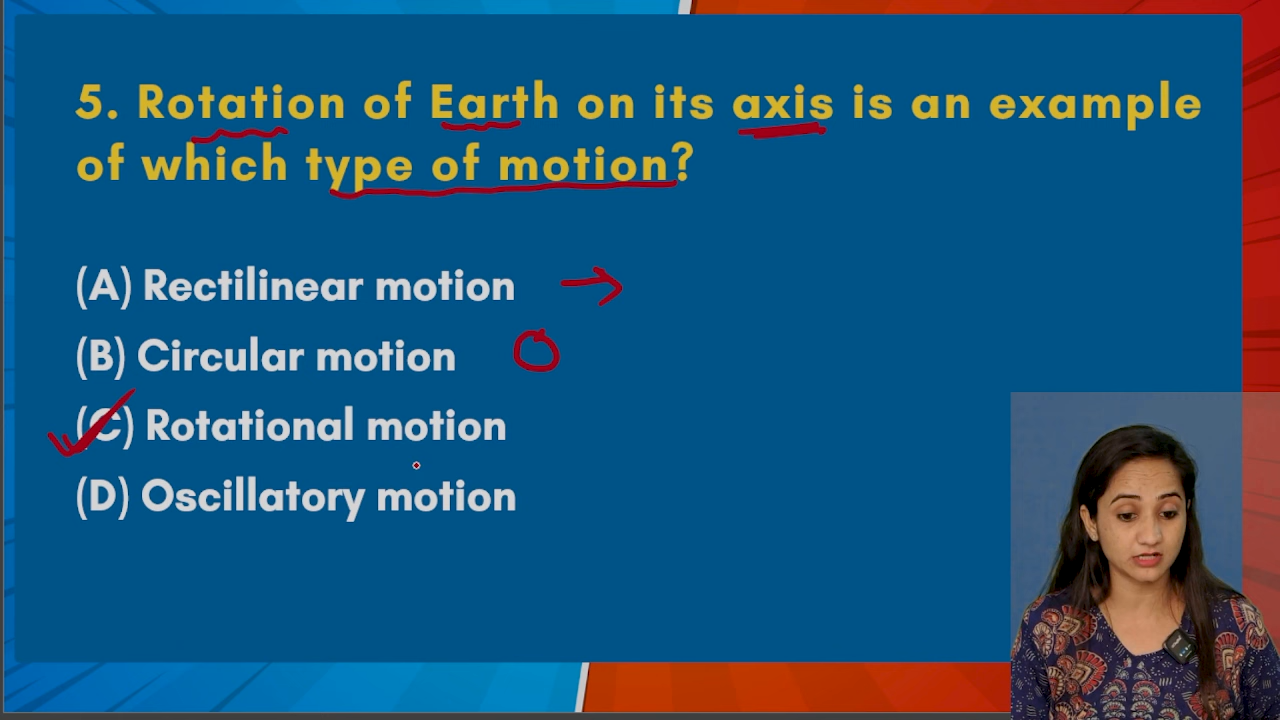 5. Rotation of Earth on its axis is an example
of which type of motion?
(A) Rectilinear motion
(B) Circular motion
(C) Rotational motion
(D) Oscillatory motion